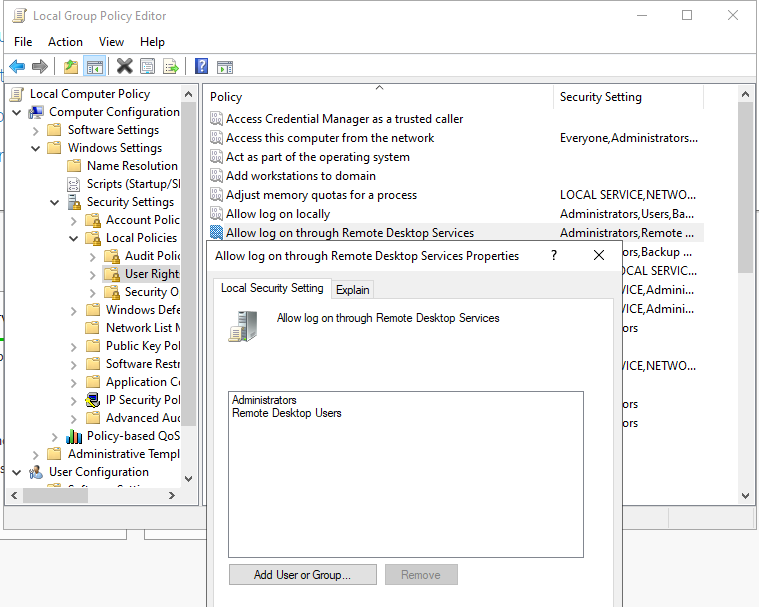 Local Group Policy Editor
File Action View Help
Local Computer Policy
Computer Configuration
Software Settings
Windows Settings
Name Resolution
Scripts (Startup/Sl
Security Settings
Account Polic
Local Policies
Audit Polic
User Right
Security O
Windows Defe
Network List M
Public Key Pol
Software Restr
Application Co
IP Security Pol
Advanced Aud
Policy-based QoS
Administrative Templ
User Configuration
Policy Security Setting
Access Credential Manager as a trusted caller
Access this computer from the network Everyone,Administrators...
Act as part of the operating system
Add workstations to domain
Adjust memory quotas for a process LOCAL SERVICE,NETWO...
Allow log on locally Administrators,Users,Ba...
Allow log on through Remote Desktop Services Administrators,Remote ...
rs,Backup ...
OCAL SERVIC...
VICE,Admini...
VICE,Admini...
ors
VICE,NETWO...
ors
ors
Allow log on through Remote Desktop Services Properties ?
Local Security Setting Explain
Allow log on through Remote Desktop Services
Administrators
Remote Desktop Users
Add User or Group... Remove